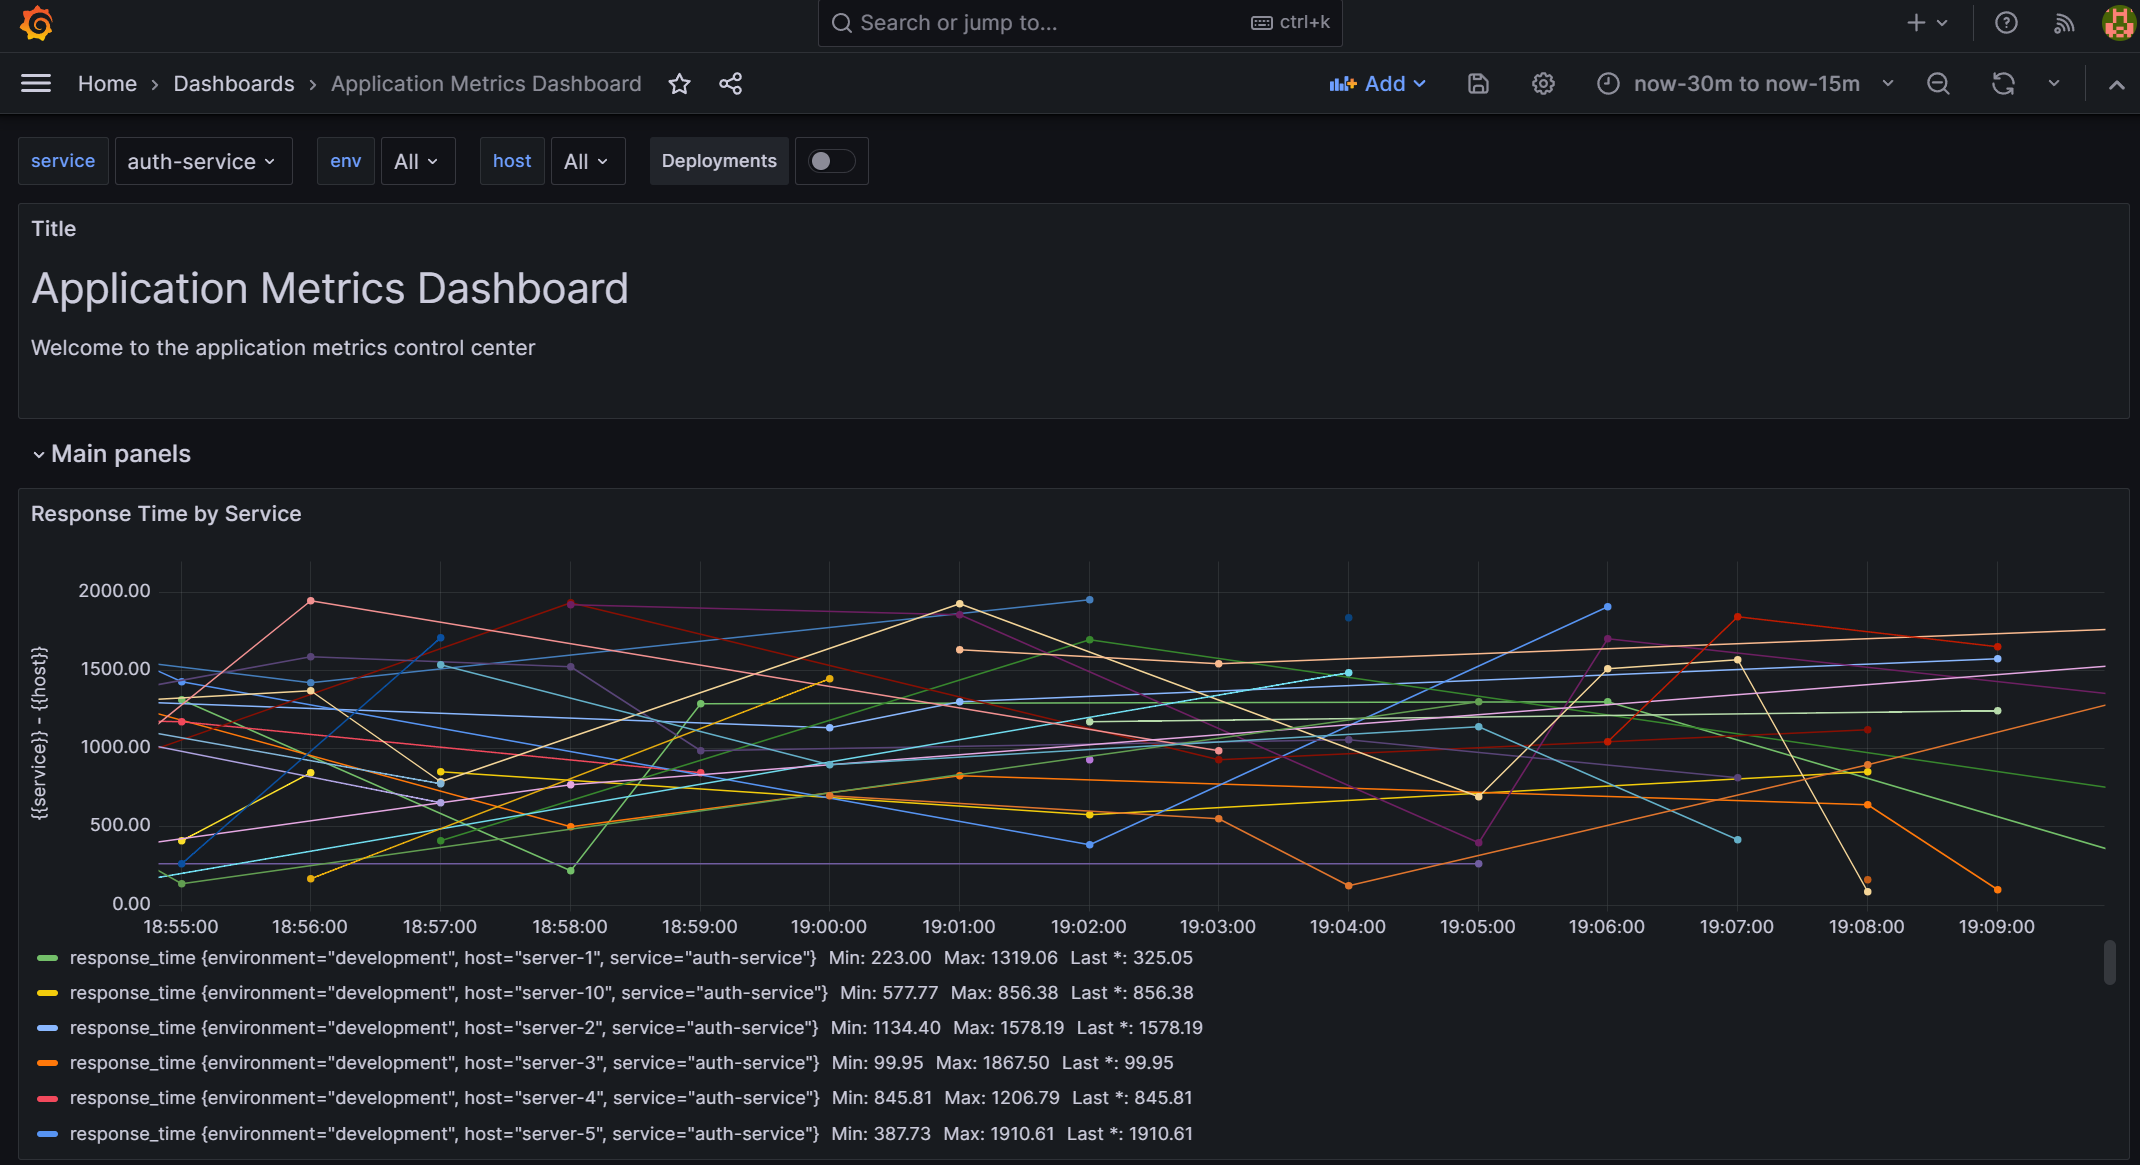 Search or jump to... ctrl+k
Home › Dashboards › Application Metrics Dashboard Add now-30m to now-15m
service auth-service env All host All Deployments
Title
Application Metrics Dashboard
Welcome to the application metrics control center
Main panels
Response Time by Service
{{service}} - {{host}}
2000.00
1500.00
1000.00
500.00
0.00
18:55:00 18:56:00 18:57:00 18:58:00 18:59:00 19:00:00 19:01:00 19:02:00 19:03:00 19:04:00 19:05:00 19:06:00 19:07:00 19:08:00 19:09:00
response_time {environment="development", host="server-1", service="auth-service"} Min: 223.00 Max: 1319.06 Last *: 325.05
response_time {environment="development", host="server-10", service="auth-service"} Min: 577.77 Max: 856.38 Last *: 856.38
response_time {environment="development", host="server-2", service="auth-service"} Min: 1134.40 Max: 1578.19 Last *: 1578.19
response_time {environment="development", host="server-3", service="auth-service"} Min: 99.95 Max: 1867.50 Last *: 99.95
response_time {environment="development", host="server-4", service="auth-service"} Min: 845.81 Max: 1206.79 Last *: 845.81
response_time {environment="development", host="server-5", service="auth-service"} Min: 387.73 Max: 1910.61 Last *: 1910.61